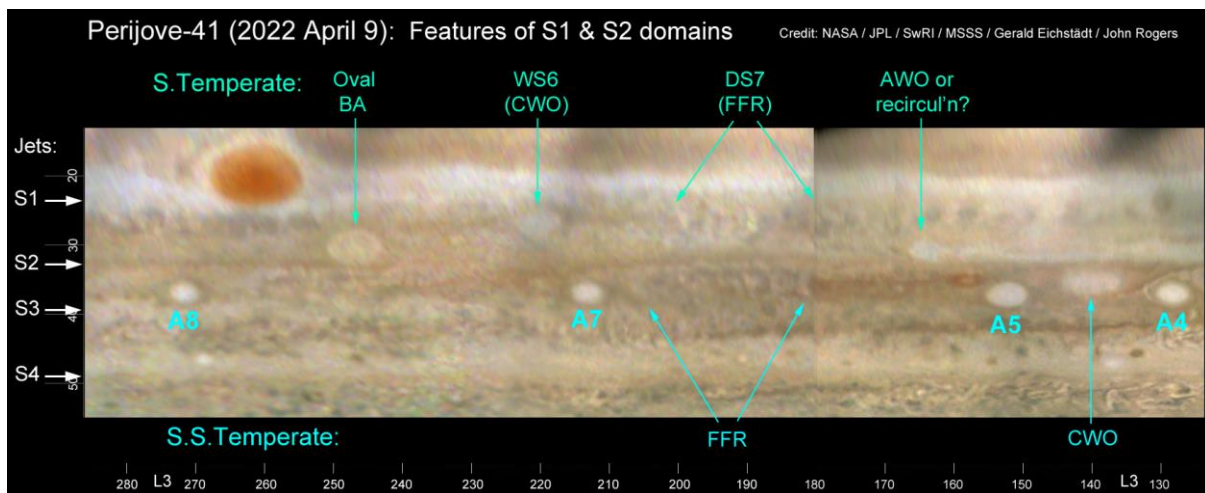 Perijove-41 (2022 April 9): Features of S1 & S2 domains
Credit: NASA / JPL / SwRI / MSSS / Gerald Eichstädt / John Rogers
S.Temperate:
Oval
BA
WS6
(CWO)
DS7
(FFR)
AWO or
recircul'n?
Jets:
20
S1
30
S2
S3
40
S4
50
A8
A7
A5
A4
S.S.Temperate:
FFR
CWO
280 L3 270 260 250 240 230 220 210 200 190 180 170 160 150 140 L3 130